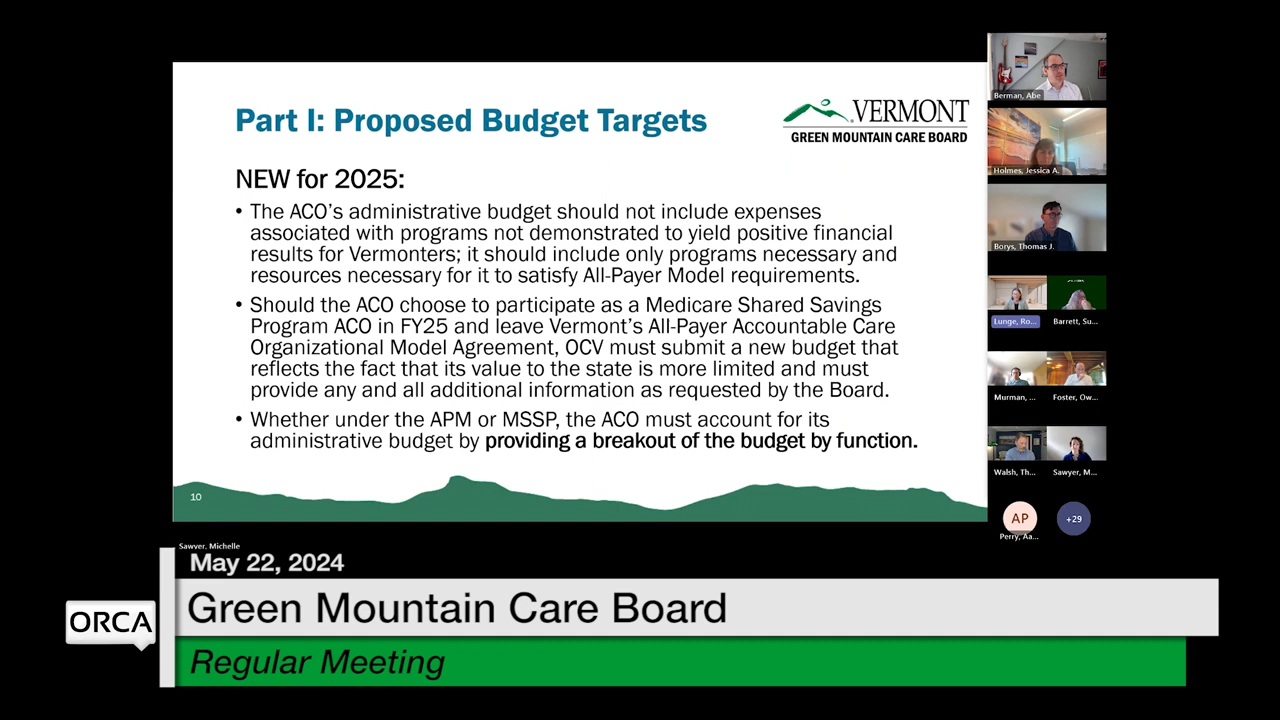 Part I: Proposed Budget Targets
VERMONT
GREEN MOUNTAIN CARE BOARD
NEW for 2025:
• The ACO's administrative budget should not include expenses
associated with programs not demonstrated to yield positive financial
results for Vermonters; it should include only programs necessary and
resources necessary for it to satisfy All-Payer Model requirements.
• Should the ACO choose to participate as a Medicare Shared Savings
Program ACO in FY25 and leave Vermont's All-Payer Accountable Care
Organizational Model Agreement, OCV must submit a new budget that
reflects the fact that its value to the state is more limited and must
provide any and all additional information as requested by the Board.
• Whether under the APM or MSSP, the ACO must account for its
administrative budget by providing a breakout of the budget by function.
10
Berman, Abe
Holmes, Jessica A.
Borys, Thomas J.
Lunge, Ro...
Barrett, Su...
Murman, ...
Foster, Ow...
Walsh, Th...
Sawyer, M...
AP
+29
Perry, Aa...
Sawyer, Michelle
May 22, 2024
ORCA
Green Mountain Care Board
Regular Meeting